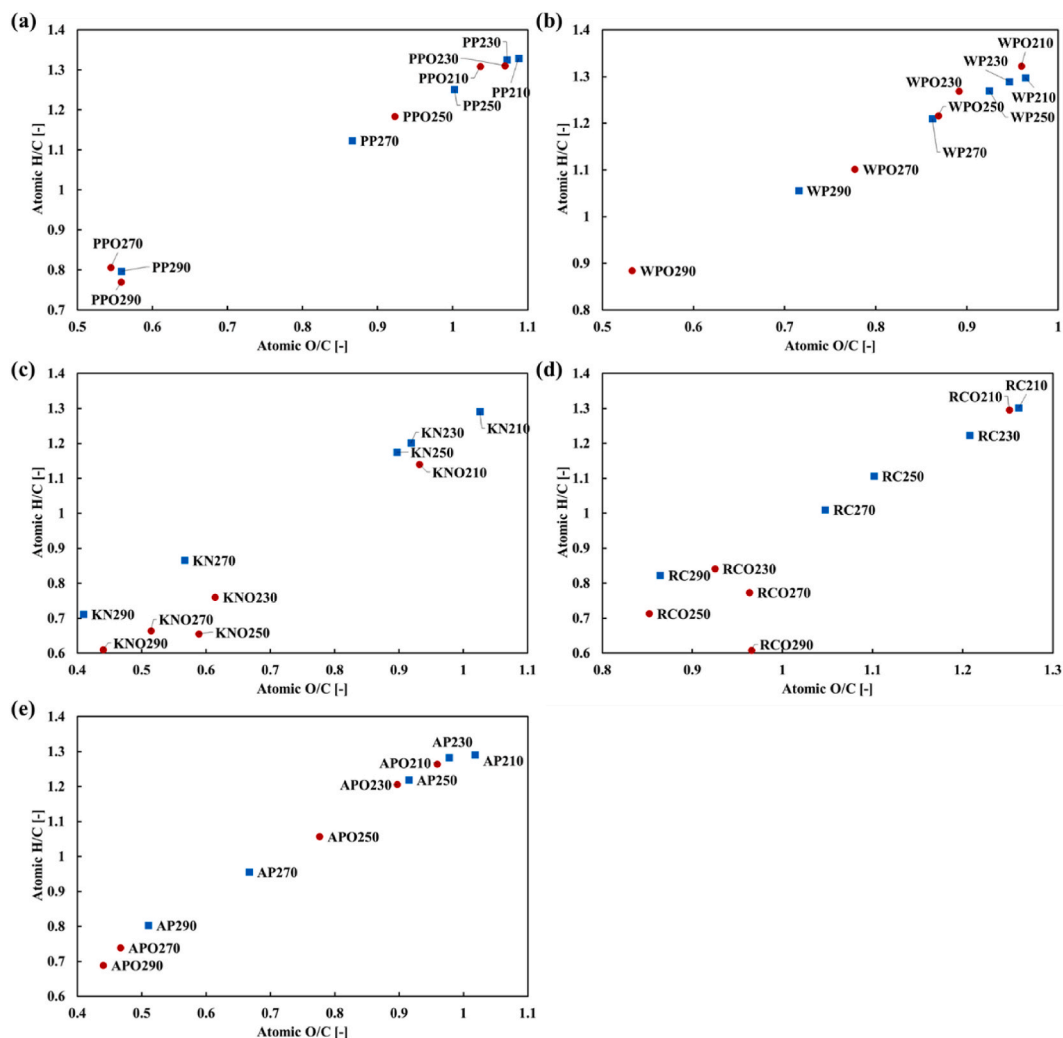 (a)
1.4
1.3
1.2
1.1
1
0.9
0.8
0.7
Atomic H/C [-]
PP230
PPO230
PPO210
PP210
PP250
PPO250
PP270
PPO270
PP290
PPO290
0.5 0.6 0.7 0.8 0.9 1 1.1
Atomic O/C [-]
(b)
1.4
1.3
1.2
1.1
1
0.9
0.8
Atomic H/C [-]
WPO210
WP230
WPO230
WP210
WPO250
WP250
WP270
WPO270
WP290
WPO290
0.5 0.6 0.7 0.8 0.9 1
Atomic O/C [-]
(c)
1.4
1.3
1.2
1.1
1
0.9
0.8
0.7
0.6
Atomic H/C [-]
KN210
KN230
KN250
KNO210
KN270
KNO230
KN290
KNO270
KNO250
KNO290
0.4 0.5 0.6 0.7 0.8 0.9 1 1.1
Atomic O/C [-]
(d)
1.4
1.3
1.2
1.1
1
0.9
0.8
0.7
0.6
Atomic H/C [-]
RC210
RCO210
RC230
RC250
RC270
RC290
RCO230
RCO270
RCO250
RCO290
0.8 0.9 1 1.1 1.2 1.3
Atomic O/C [-]
(e)
1.4
1.3
1.2
1.1
1
0.9
0.8
0.7
0.6
Atomic H/C [-]
AP230
APO210
AP210
APO230
AP250
APO250
AP270
AP290
APO270
APO290
0.4 0.5 0.6 0.7 0.8 0.9 1 1.1
Atomic O/C [-]